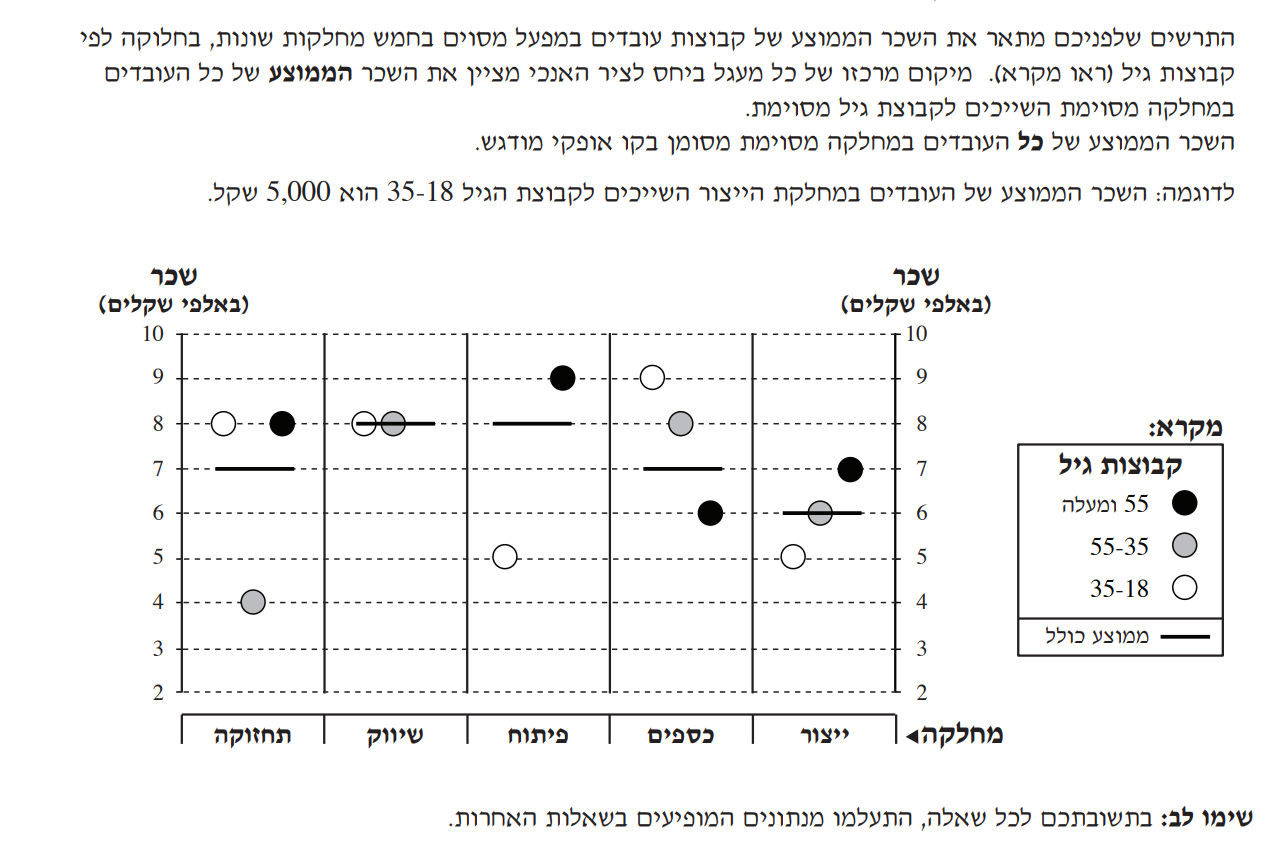 התרשים שלפניכם מתאר את השכר הממוצע של קבוצות עובדים במפעל מסוים בחמש מחלקות שונות, בחלוקה לפי
קבוצות גיל (ראו מקרא). מיקום מרכזו של כל מעגל ביחס לציר האנכי מציין את השכר הממוצע של כל העובדים
במחלקה מסוימת השייכים לקבוצת גיל מסוימת.
השכר הממוצע של כל העובדים במחלקה מסוימת מסומן בקו אופקי מודגש.
לדוגמה: השכר הממוצע של העובדים במחלקת הייצור השייכים לקבוצת הגיל 35-18 הוא 5,000 שקל.
שכר
(באלפי שקלים)
שכר
(באלפי שקלים)
10 10
9 9
8 8
7 7
6 6
5 5
4 4
3 3
2 2
מקרא:
קבוצות גיל
55 ומעלה
55-35
35-18
ממוצע כולל
מחלקה ייצור כספים פיתוח שיווק תחזוקה
שימו לב: בתשובתכם לכל שאלה, התעלמו מנתונים המופיעים בשאלות האחרות.